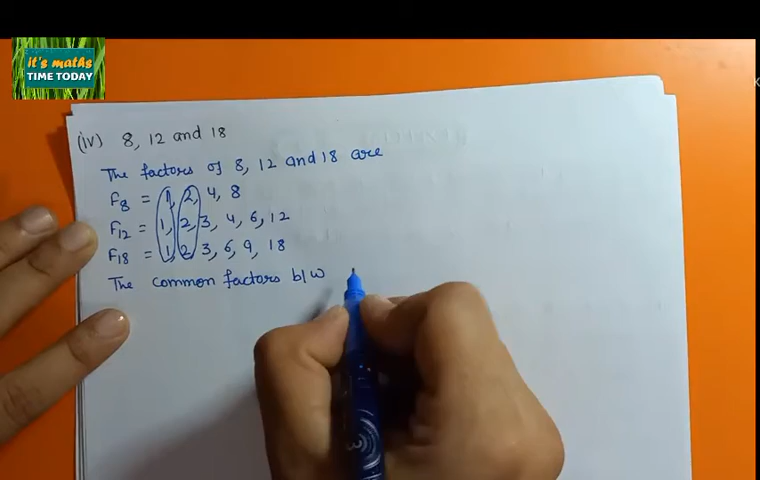 it's maths
TIME TODAY
(iv) 8, 12 and 18
The factors of 8, 12 and 18 are
F8 = 1, 2, 4, 8
F12 = 1, 2, 3, 4, 6, 12
F18 = 1, 2, 3, 6, 9, 18
The common factors b/w